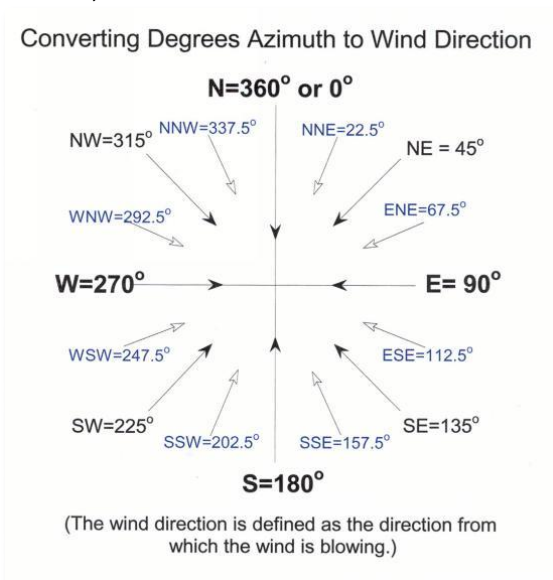 Converting Degrees Azimuth to Wind Direction
N=360° or 0°
NNW=337.5°
NNE=22.5°
NW=315°
NE = 45°
WNW=292.5°
ENE=67.5°
W=270°
E= 90°
WSW=247.5°
ESE=112.5°
SW=225°
SE=135°
SSW=202.5°
SSE=157.5°
S=180°
(The wind direction is defined as the direction from
which the wind is blowing.)